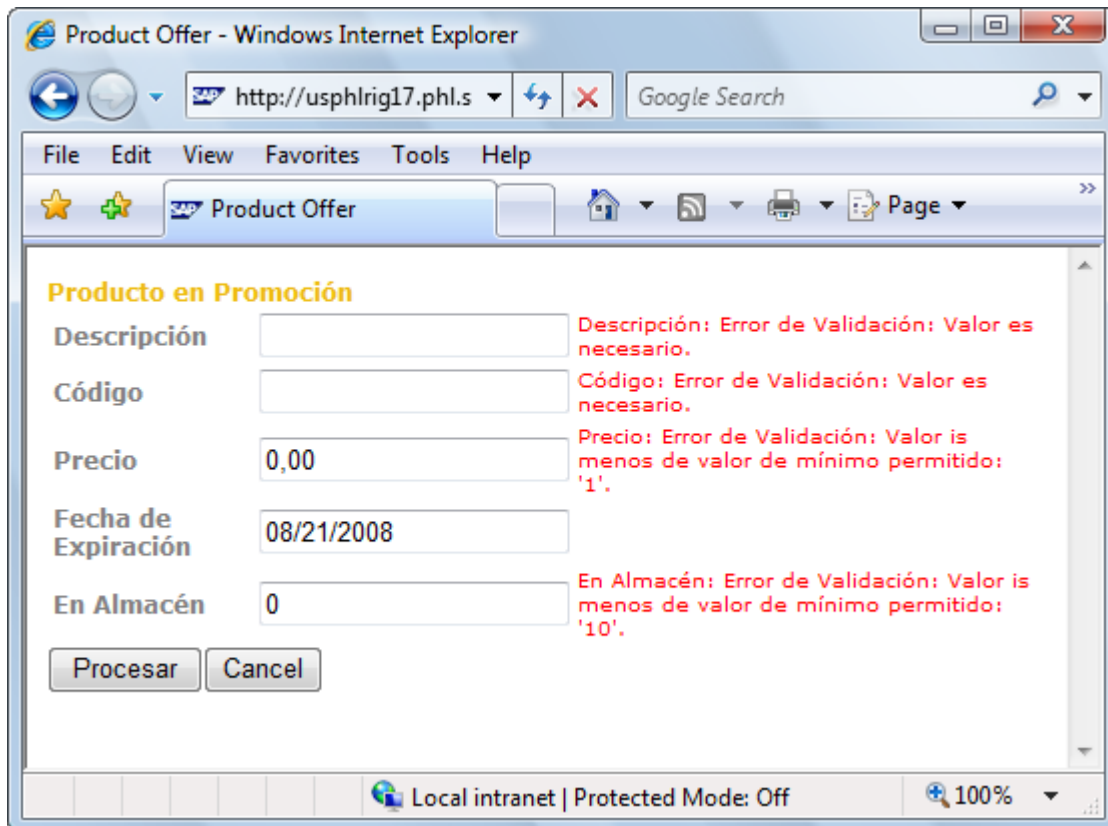 Product Offer - Windows Internet Explorer
SAP http://usphlrig17.phl.s Google Search
File Edit View Favorites Tools Help
SAP Product Offer Page »
Producto en Promoción
Descripción
Descripción: Error de Validación: Valor es
necesario.
Código
Código: Error de Validación: Valor es
necesario.
Precio 0,00
Precio: Error de Validación: Valor is
menos de valor de mínimo permitido:
'1'.
Fecha de
Expiración
08/21/2008
En Almacén 0
En Almacén: Error de Validación: Valor is
menos de valor de mínimo permitido:
'10'.
Procesar Cancel
Local intranet | Protected Mode: Off 100%